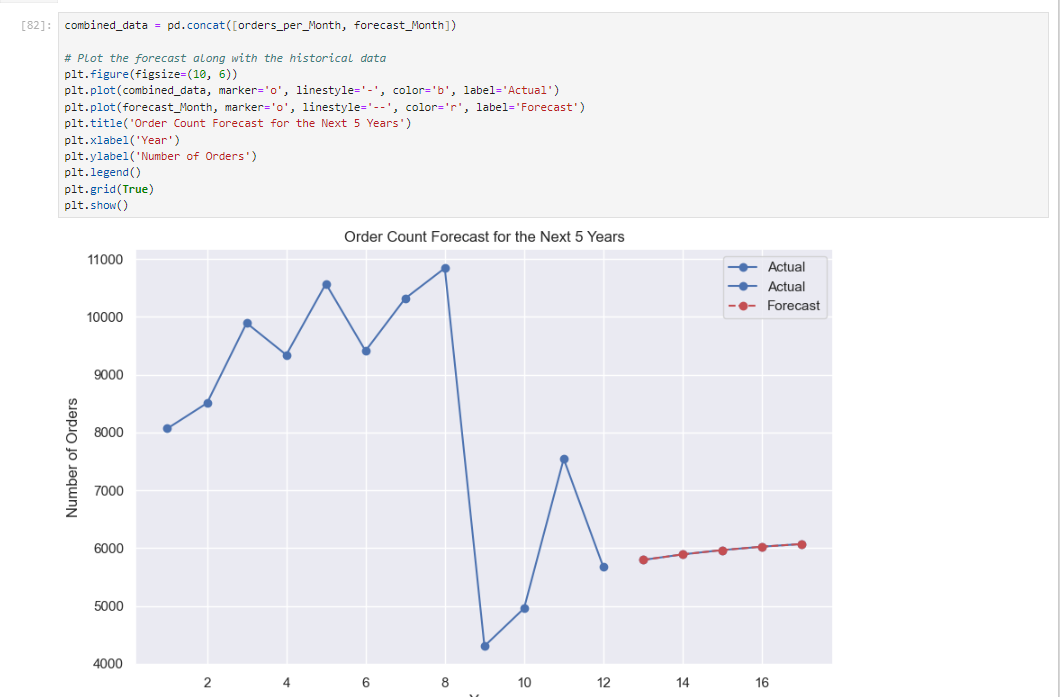 [82]: combined_data = pd.concat([orders_per_Month, forecast_Month])
# Plot the forecast along with the historical data
plt.figure(figsize=(10, 6))
plt.plot(combined_data, marker='o', linestyle='-', color='b', label='Actual')
plt.plot(forecast_Month, marker='o', linestyle='--', color='r', label='Forecast')
plt.title('Order Count Forecast for the Next 5 Years')
plt.xlabel('Year')
plt.ylabel('Number of Orders')
plt.legend()
plt.grid(True)
plt.show()
Order Count Forecast for the Next 5 Years
11000
10000
9000
8000
7000
6000
5000
4000
Number of Orders
Actual
Actual
Forecast
2 4 6 8 10 12 14 16